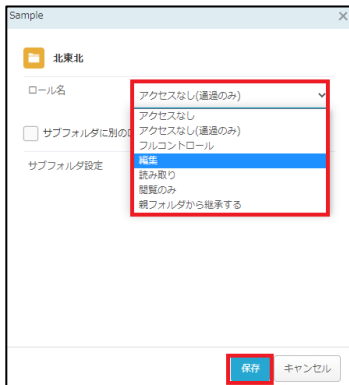 Sample
北東北
ロール名
アクセスなし(通過のみ)
アクセスなし
アクセスなし(通過のみ)
フルコントロール
サブフォルダに別の
編集
サブフォルダ設定
読み取り
閲覧のみ
親フォルダから継承する
保存
キャンセル